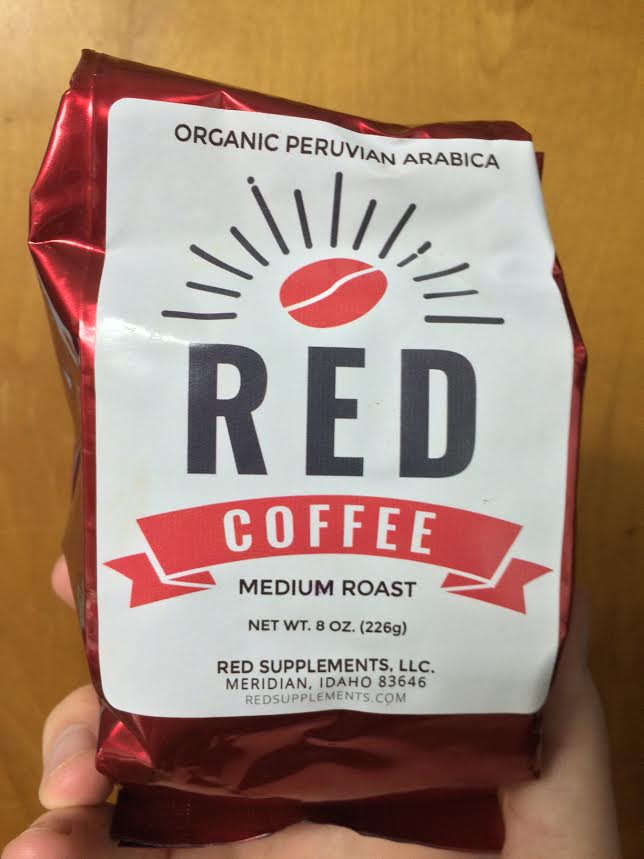 ORGANIC PERUVIAN ARABICA
RED
COFFEE
MEDIUM ROAST
NET WT. 8 OZ. (226g)
RED SUPPLEMENTS, LLC.
MERIDIAN, IDAHO 83646
REDSUPPLEMENTS.COM